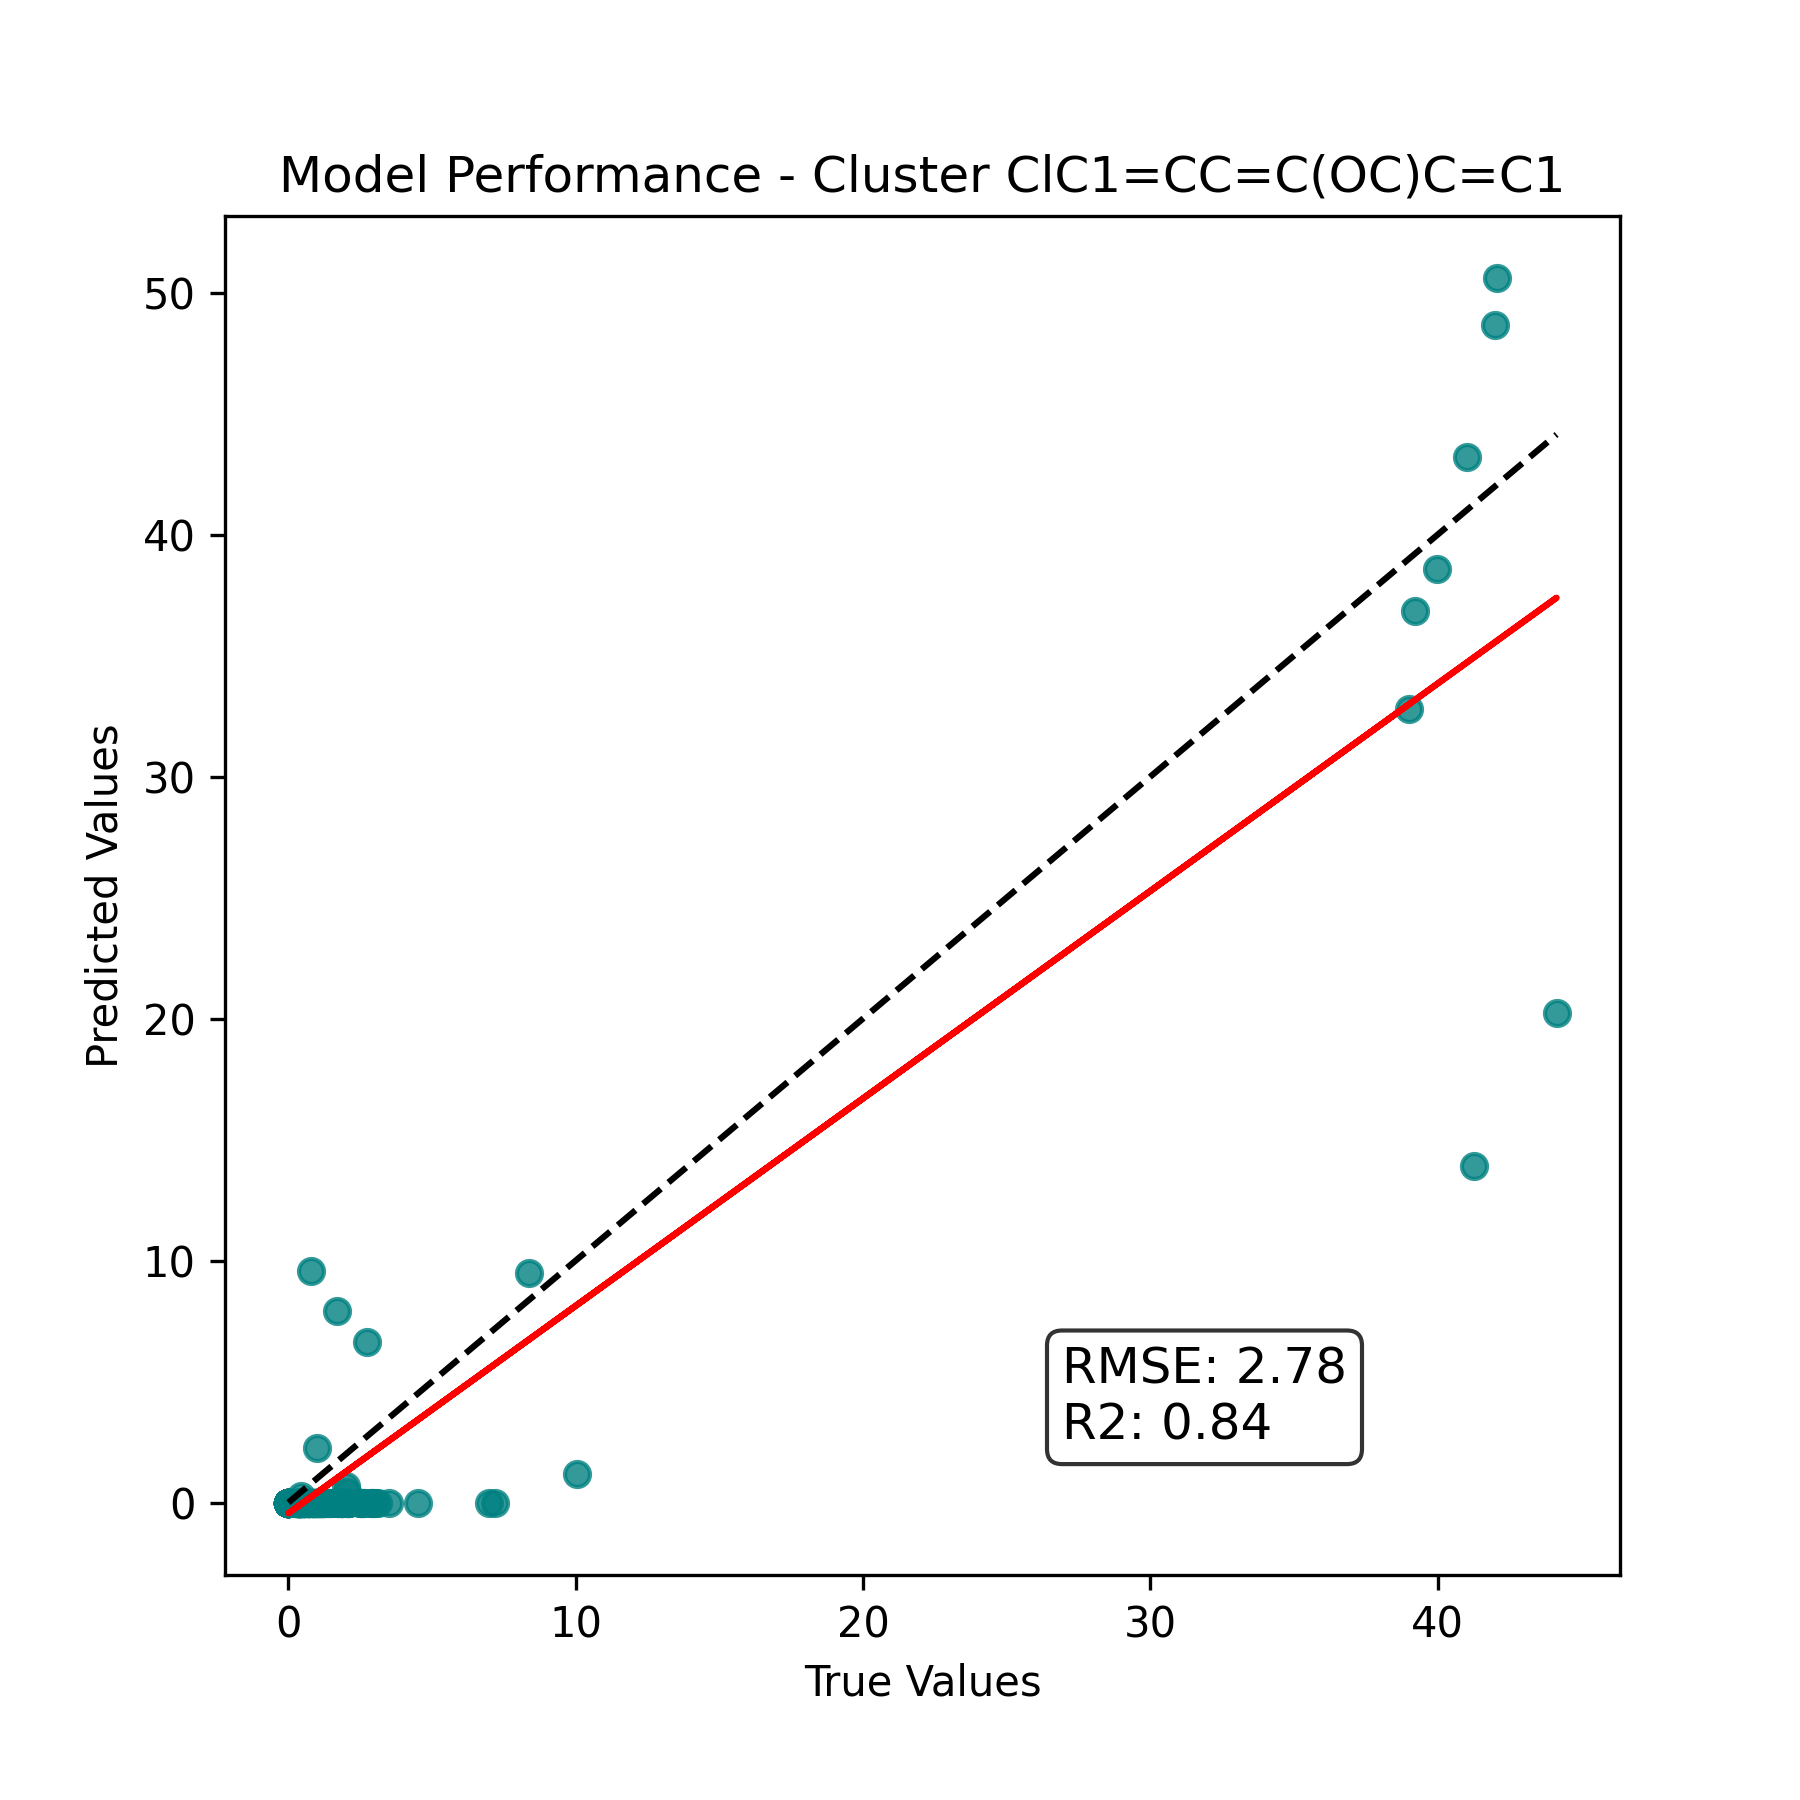 Model Performance - Cluster ClC1=CC=C(OC)C=C1
50
40
30
20
10
0
Predicted Values
RMSE: 2.78
R2: 0.84
0 10 20 30 40
True Values